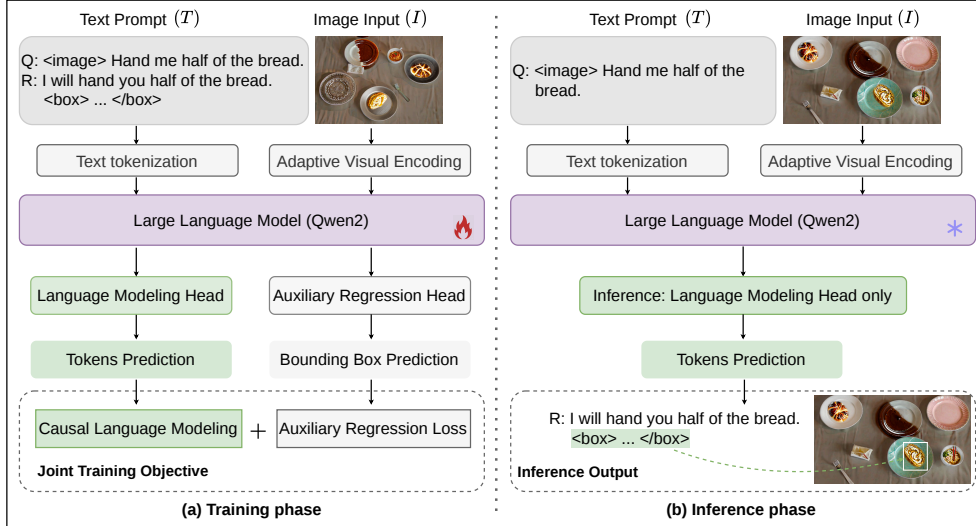 Text Prompt (T)
Image Input (I)
Q: <image> Hand me half of the bread.
R: I will hand you half of the bread.
<box> ... </box>
Text tokenization
Adaptive Visual Encoding
Large Language Model (Qwen2)
Language Modeling Head
Auxiliary Regression Head
Tokens Prediction
Bounding Box Prediction
Causal Language Modeling
+
Auxiliary Regression Loss
Joint Training Objective
(a) Training phase
Text Prompt (T)
Image Input (I)
Q: <image> Hand me half of the
bread.
Text tokenization
Adaptive Visual Encoding
Large Language Model (Qwen2)
Inference: Language Modeling Head only
Tokens Prediction
R: I will hand you half of the bread.
<box> ... </box>
Inference Output
(b) Inference phase